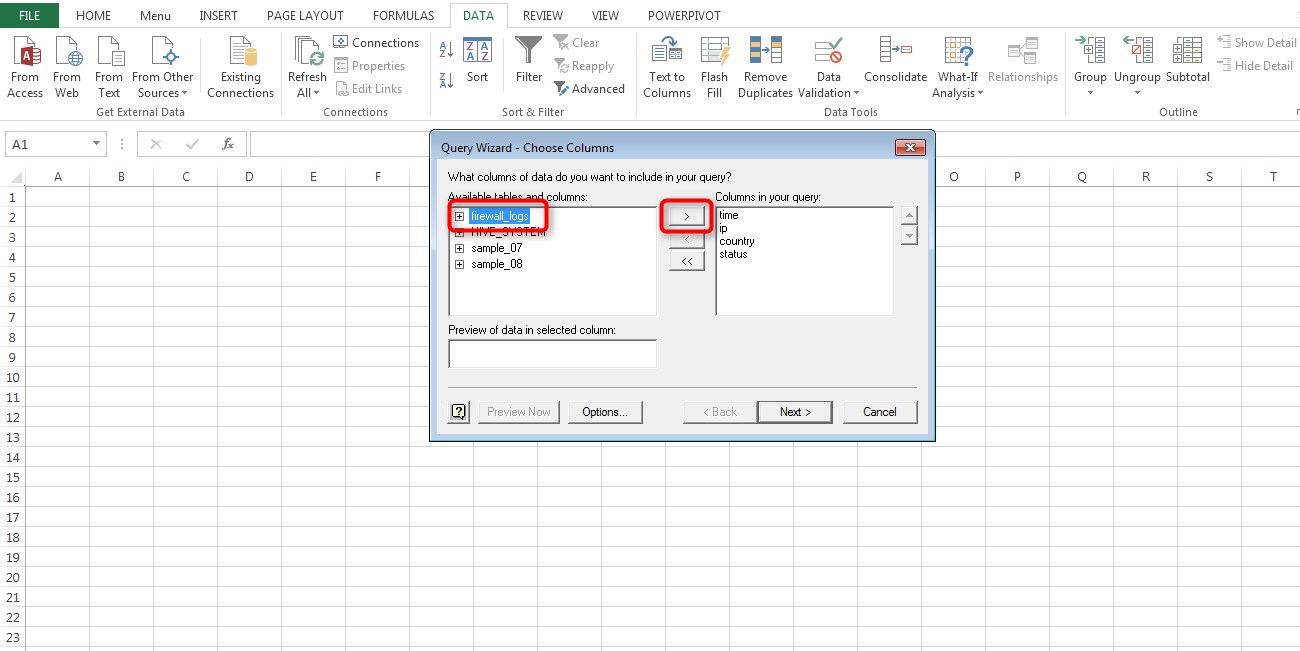 FILE HOME Menu INSERT PAGE LAYOUT FORMULAS DATA REVIEW VIEW POWERPIVOT
From Access
From Web
From Text
From Other Sources
Get External Data
Existing Connections
Refresh All
Connections
Properties
Edit Links
Connections
A Z
Z A
Z A A Z
Sort
Filter
Clear
Reapply
Advanced
Sort & Filter
Text to Columns
Flash Fill
Remove Duplicates
Data Validation
Consolidate
What-If Analysis
Relationships
Data Tools
Group
Ungroup
Subtotal
Show Detail
Hide Detail
Outline
A1
fx
A B C D E F O P Q R S T
1
2
3
4
5
6
7
8
9
10
11
12
13
14
15
16
17
18
19
20
21
22
23
Query Wizard - Choose Columns
What columns of data do you want to include in your query?
Available tables and columns:
firewall_logs
HIVE_SYSTEM
sample_07
sample_08
>
<
<<
Columns in your query:
time
ip
country
status
Preview of data in selected column:
?
Preview Now
Options...
< Back
Next >
Cancel